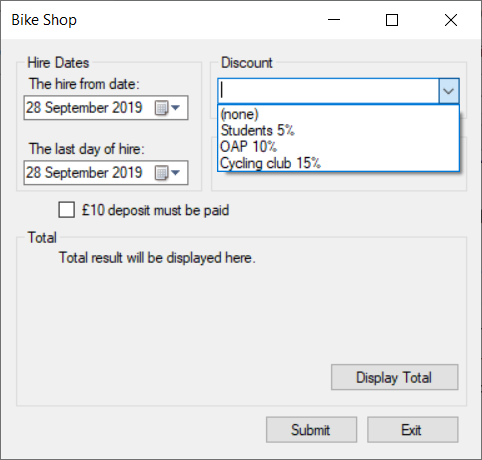 Bike Shop
Hire Dates
The hire from date:
28 September 2019
The last day of hire:
28 September 2019
Discount
(none)
Students 5%
OAP 10%
Cycling club 15%
£10 deposit must be paid
Total
Total result will be displayed here.
Display Total
Submit
Exit